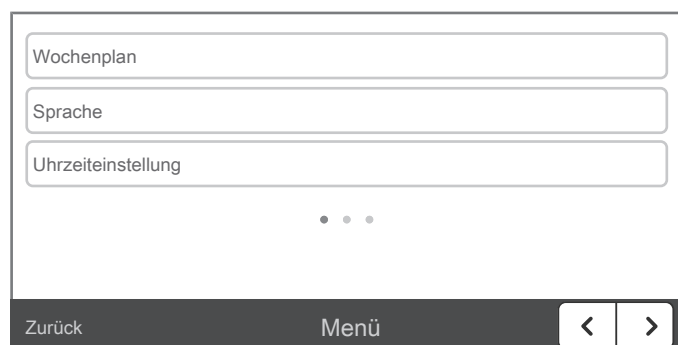 Wochenplan
Sprache
Uhrzeiteinstellung
Zurück Menü